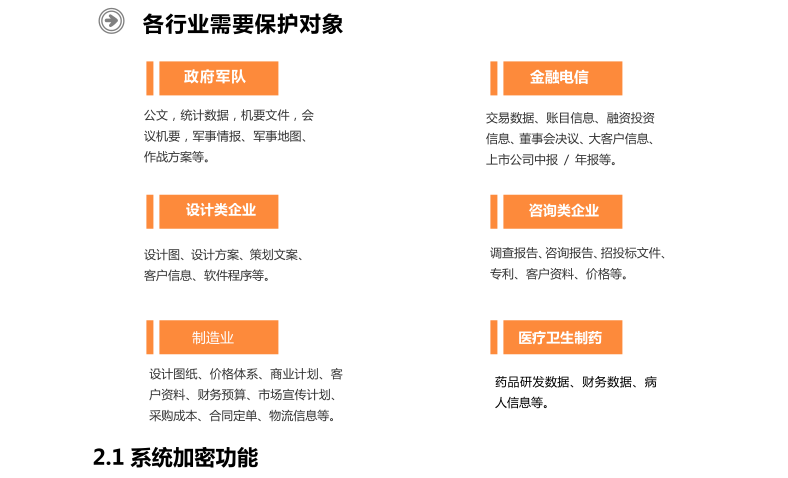 各行业需要保护对象
政府军队
公文，统计数据，机要文件，会
议机要，军事情报、军事地图、
作战方案等。
金融电信
交易数据、账目信息、融资投资
信息、董事会决议、大客户信息、
上市公司中报 / 年报等。
设计类企业
设计图、设计方案、策划文案、
客户信息、软件程序等。
咨询类企业
调查报告、咨询报告、招投标文件、
专利、客户资料、价格等。
制造业
设计图纸、价格体系、商业计划、客
户资料、财务预算、市场宣传计划、
采购成本、合同定单、物流信息等。
医疗卫生制药
药品研发数据、财务数据、病
人信息等。
2.1 系统加密功能